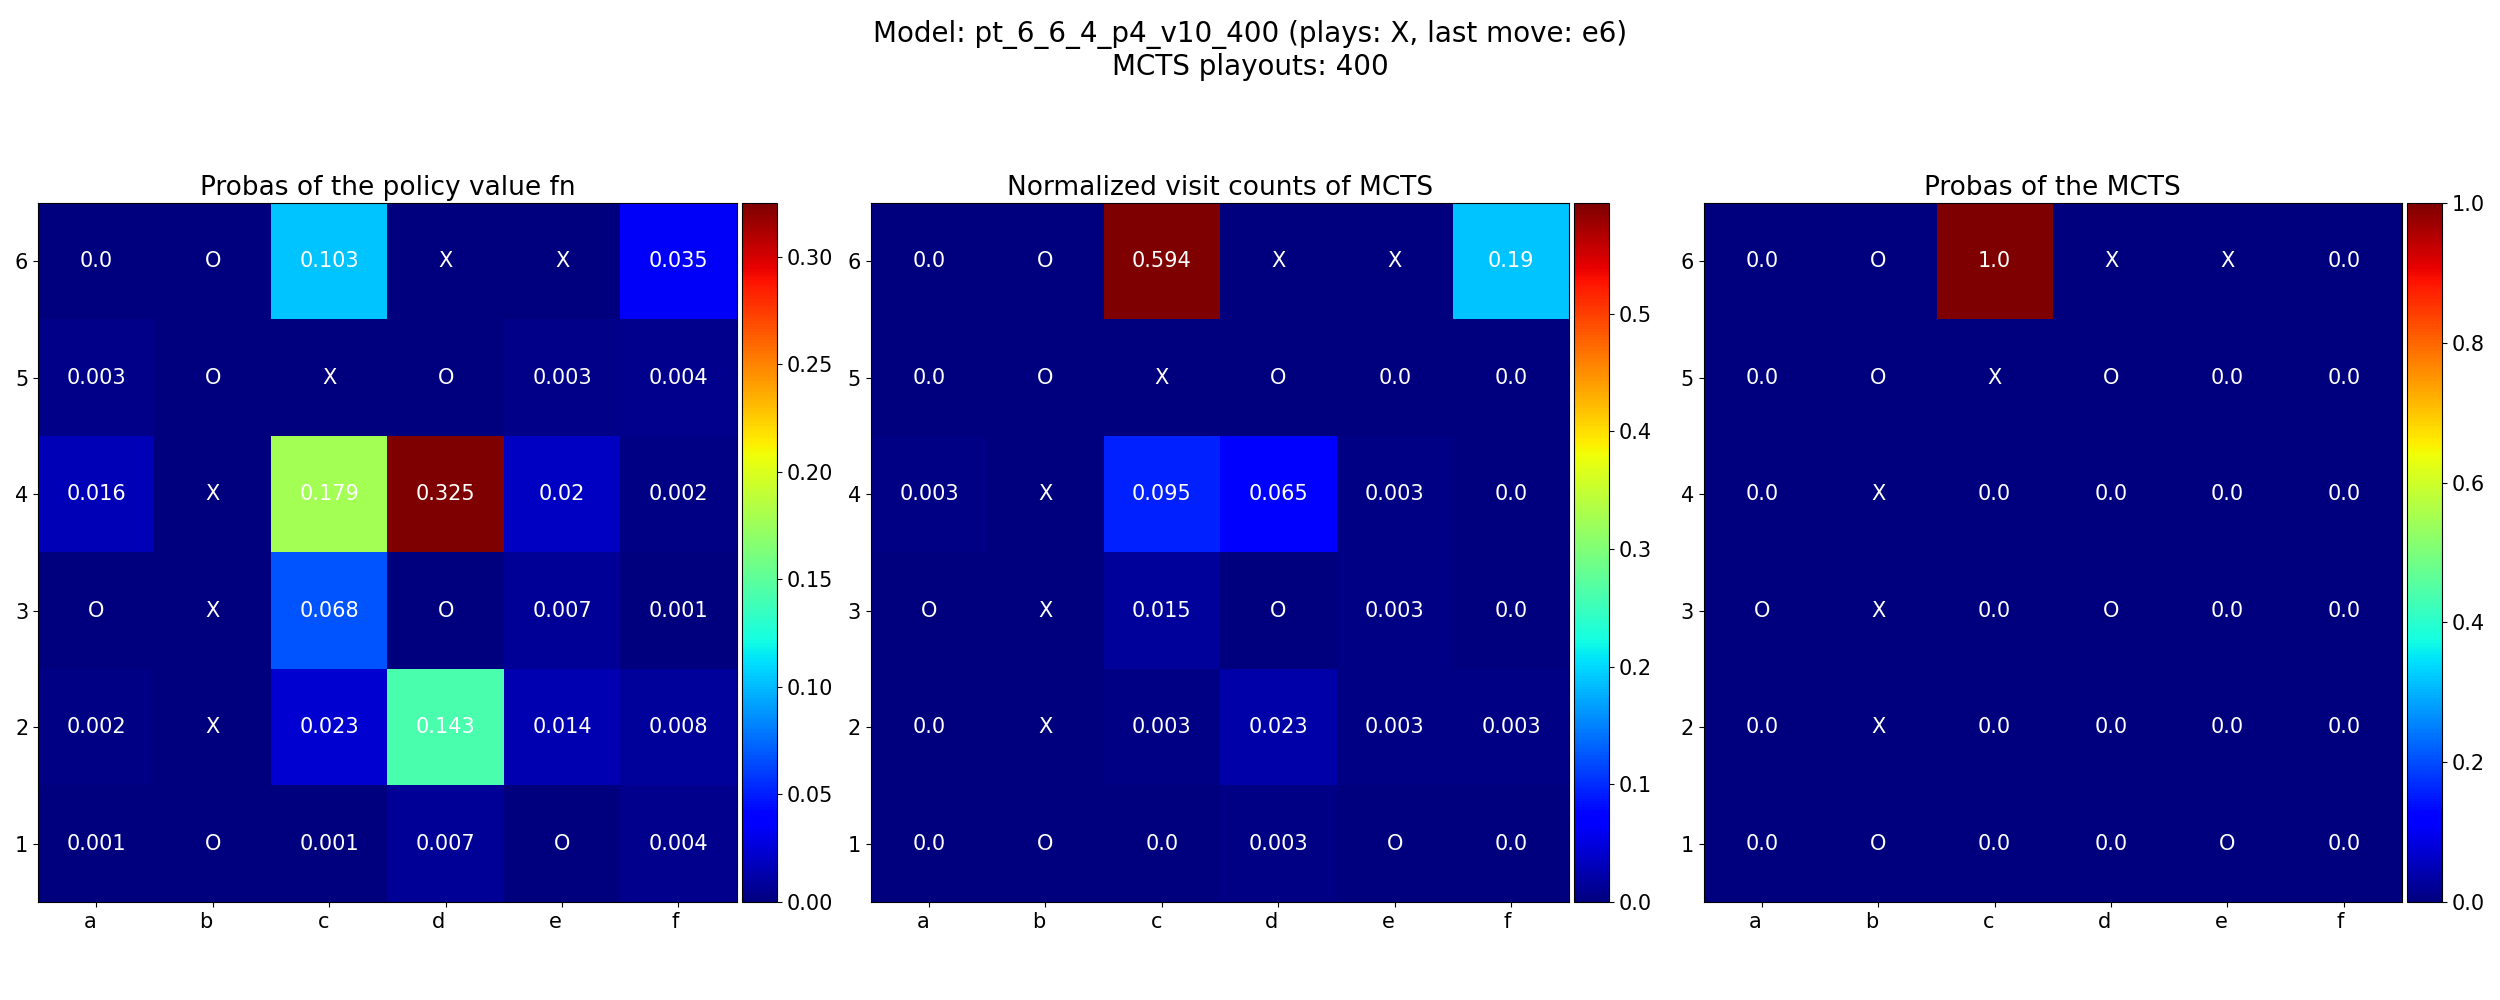 Model: pt_6_6_4_p4_v10_400 (plays: X, last move: e6)
MCTS playouts: 400
Probas of the policy value fn
6 0.0 O 0.103 X X 0.035
5 0.003 O X O 0.003 0.004
4 0.016 X 0.179 0.325 0.02 0.002
3 O X 0.068 O 0.007 0.001
2 0.002 X 0.023 0.143 0.014 0.008
1 0.001 O 0.001 0.007 O 0.004
a b c d e f
0.30
0.25
0.20
0.15
0.10
0.05
0.00
Normalized visit counts of MCTS
6 0.0 O 0.594 X X 0.19
5 0.0 O X O 0.0 0.0
4 0.003 X 0.095 0.065 0.003 0.0
3 O X 0.015 O 0.003 0.0
2 0.0 X 0.003 0.023 0.003 0.003
1 0.0 O 0.0 0.003 O 0.0
a b c d e f
0.5
0.4
0.3
0.2
0.1
0.0
Probas of the MCTS
6 0.0 O 1.0 X X 0.0
5 0.0 O X O 0.0 0.0
4 0.0 X 0.0 0.0 0.0 0.0
3 O X 0.0 O 0.0 0.0
2 0.0 X 0.0 0.0 0.0 0.0
1 0.0 O 0.0 0.0 O 0.0
a b c d e f
1.0
0.8
0.6
0.4
0.2
0.0